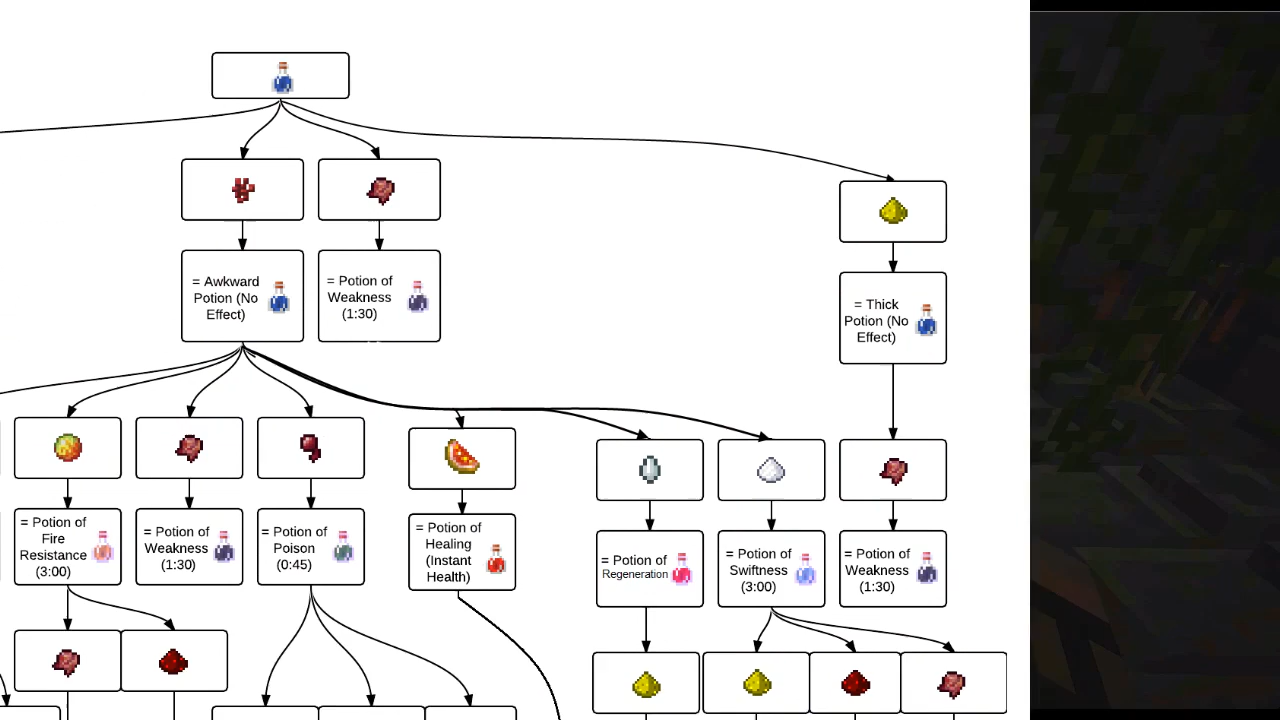 = Awkward
Potion (No
Effect)
= Potion of
Weakness
(1:30)
= Thick
Potion (No
Effect)
= Potion of
Fire
Resistance
(3:00)
= Potion of
Weakness
(1:30)
= Potion of
Poison
(0:45)
= Potion of
Healing
(Instant
Health)
= Potion of
Regeneration
= Potion of
Swiftness
(3:00)
= Potion of
Weakness
(1:30)